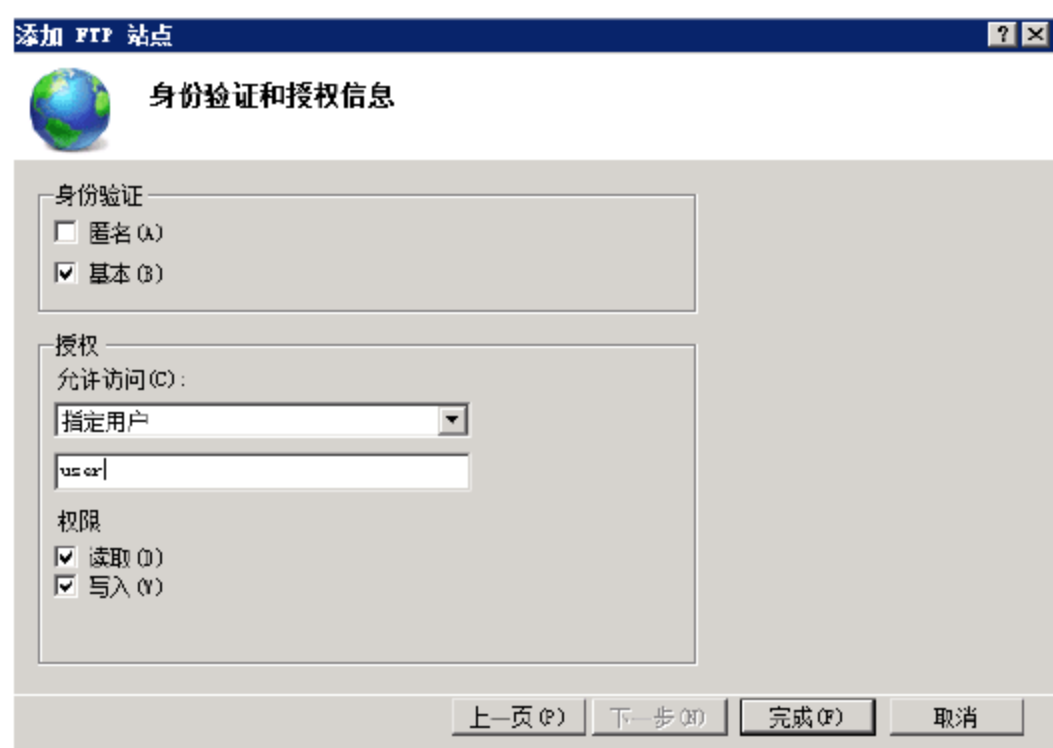 添加 FTP 站点
身份验证和授权信息
身份验证
匿名(A)
基本(B)
授权
允许访问(C):
指定用户
user
权限
读取(D)
写入(W)
上一页(P) 下一步(N) 完成(F) 取消